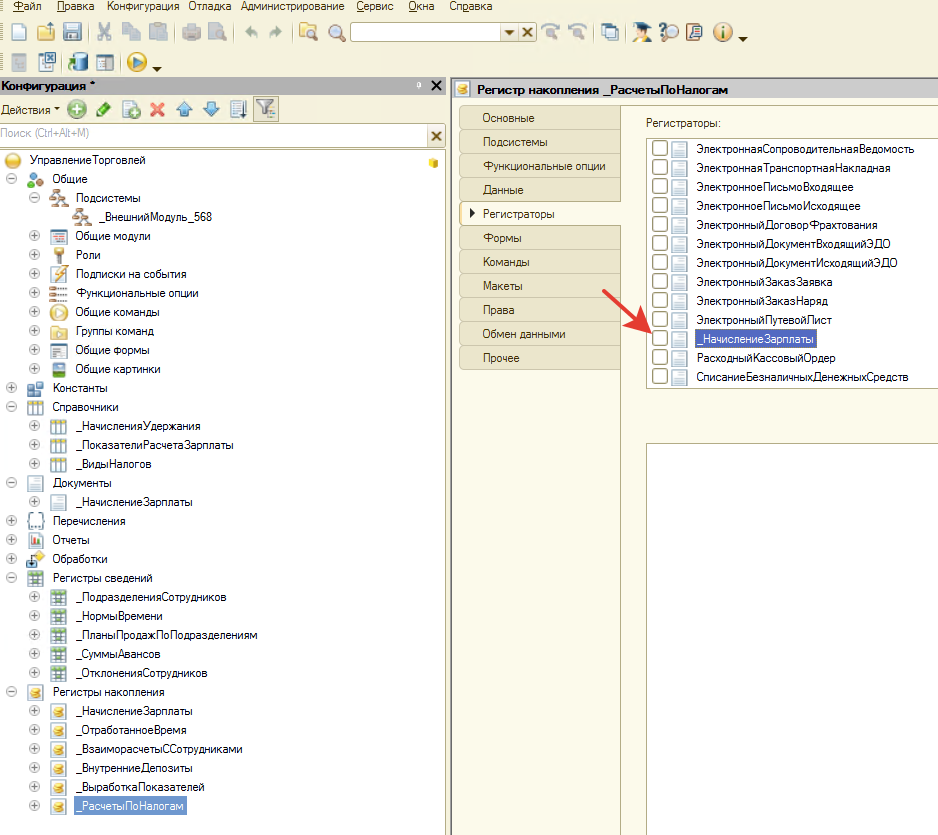 Файл Правка Конфигурация Отладка Администрирование Сервис Окна Справка
Конфигурация *
Действия
Поиск (Ctrl+Alt+M)
УправлениеТорговлей
Общие
Подсистемы
_ВнешнийМодуль_568
Общие модули
Роли
Подписки на события
Функциональные опции
Общие команды
Группы команд
Общие формы
Общие картинки
Константы
Справочники
_НачисленияУдержания
_ПоказателиРасчетаЗарплаты
_ВидыНалогов
Документы
_НачислениеЗарплаты
Перечисления
Отчеты
Обработки
Регистры сведений
_ПодразделенияСотрудников
_НормыВремени
_ПланыПродажПоПодразделениям
_СуммыАвансов
_ОтклоненияСотрудников
Регистры накопления
_НачислениеЗарплаты
_ОтработанноеВремя
_ВзаиморасчетыССотрудниками
_ВнутренниеДепозиты
_ВыработкаПоказателей
_РасчетыПоНалогам
Регистр накопления _РасчетыПоНалогам
Основные
Подсистемы
Функциональные опции
Данные
Регистраторы
Формы
Команды
Макеты
Права
Обмен данными
Прочее
Регистраторы:
ЭлектроннаяСопроводительнаяВедомость
ЭлектроннаяТранспортнаяНакладная
ЭлектронноеПисьмоВходящее
ЭлектронноеПисьмоИсходящее
ЭлектронныйДоговорФрахтования
ЭлектронныйДокументВходящийЭДО
ЭлектронныйДокументИсходящийЭДО
ЭлектронныйЗаказЗаявка
ЭлектронныйЗаказНаряд
ЭлектронныйПутевойЛист
_НачислениеЗарплаты
РасходныйКассовыйОрдер
СписаниеБезналичныхДенежныхСредств